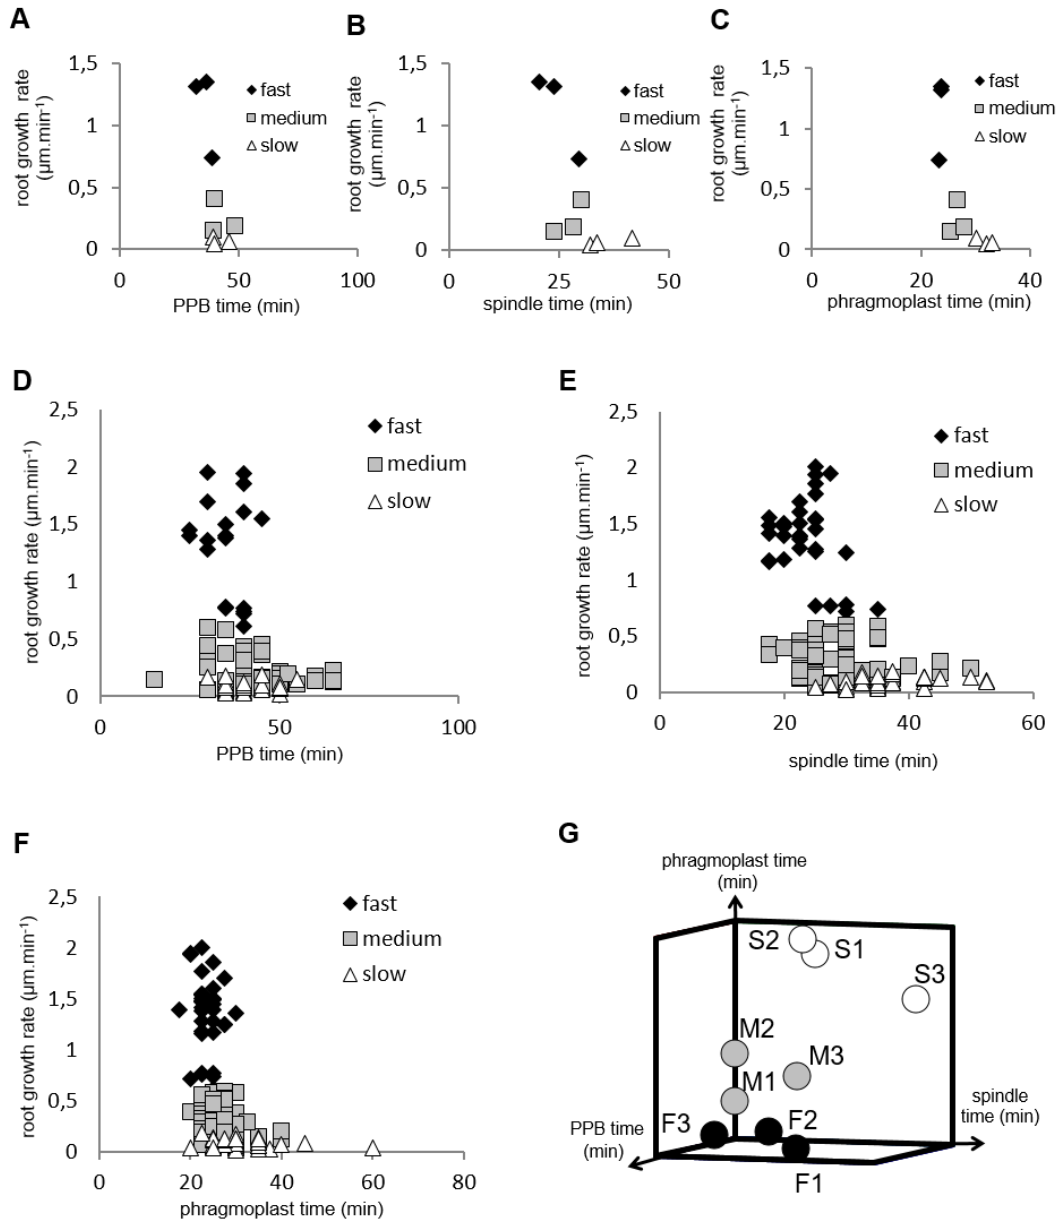 A
root growth rate
(µm.min⁻¹)
1,5
1
0,5
0
0
50
100
PPB time (min)
fast
medium
slow
B
root growth rate
(µm.min⁻¹)
1,5
1
0,5
0
0
25
50
spindle time (min)
fast
medium
slow
C
root growth rate
(µm.min⁻¹)
1,5
1
0,5
0
0
20
40
phragmoplast time (min)
fast
medium
slow
D
root growth rate (µm.min⁻¹)
2,5
2
1,5
1
0,5
0
0
50
100
PPB time (min)
fast
medium
slow
E
root growth rate (µm.min⁻¹)
2,5
2
1,5
1
0,5
0
0
20
40
60
spindle time (min)
fast
medium
slow
F
root growth rate (µm.min⁻¹)
2,5
2
1,5
1
0,5
0
0
20
40
60
80
phragmoplast time (min)
fast
medium
slow
G
phragmoplast time
(min)
S2
S1
S3
M2
M3
M1
F3
F2
F1
PPB time
(min)
spindle
time (min)